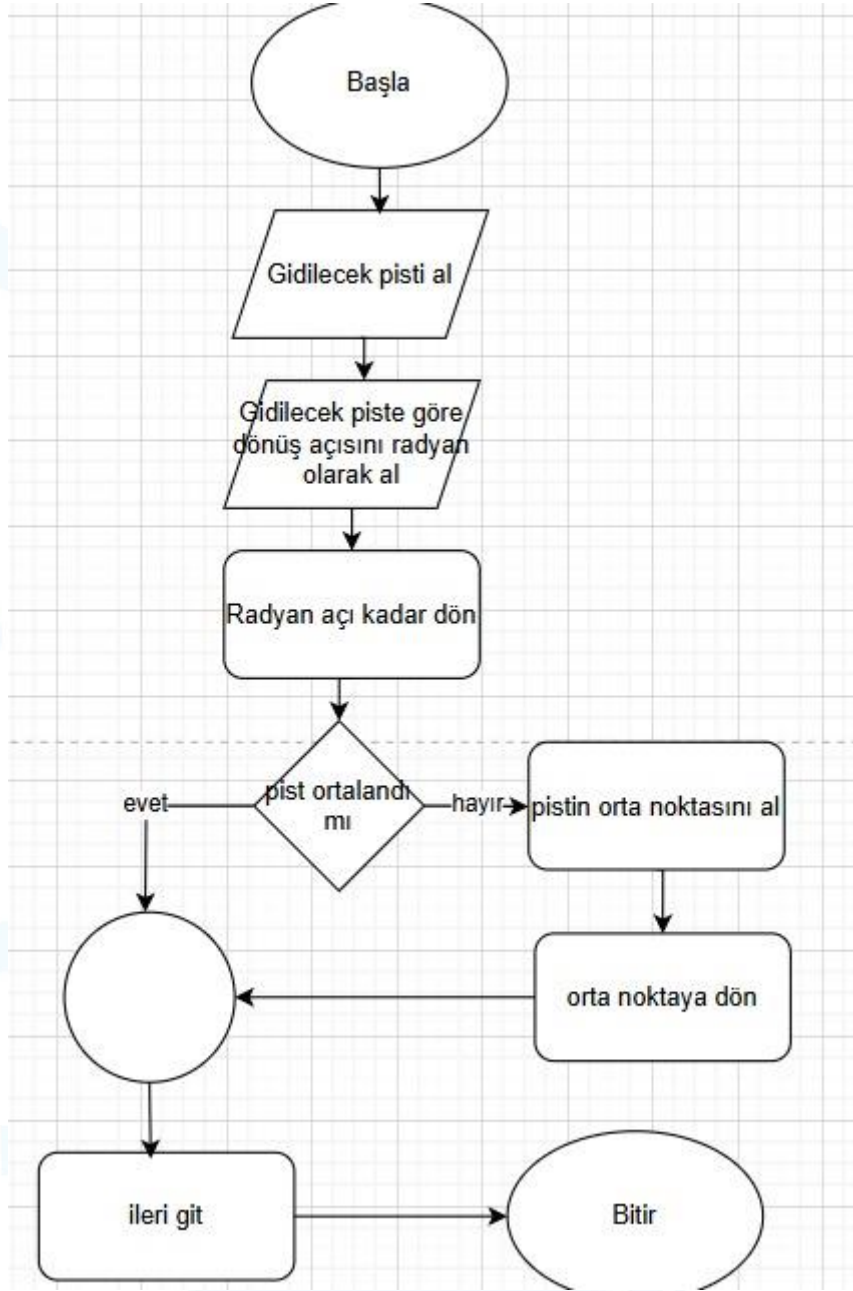 Başla
Gidilecek pisti al
Gidilecek piste göre
dönüş açısını radyan
olarak al
Radyan açı kadar dön
pist ortalandı
mı
evet
hayır
pistin orta noktasını al
orta noktaya dön
ileri git
Bitir